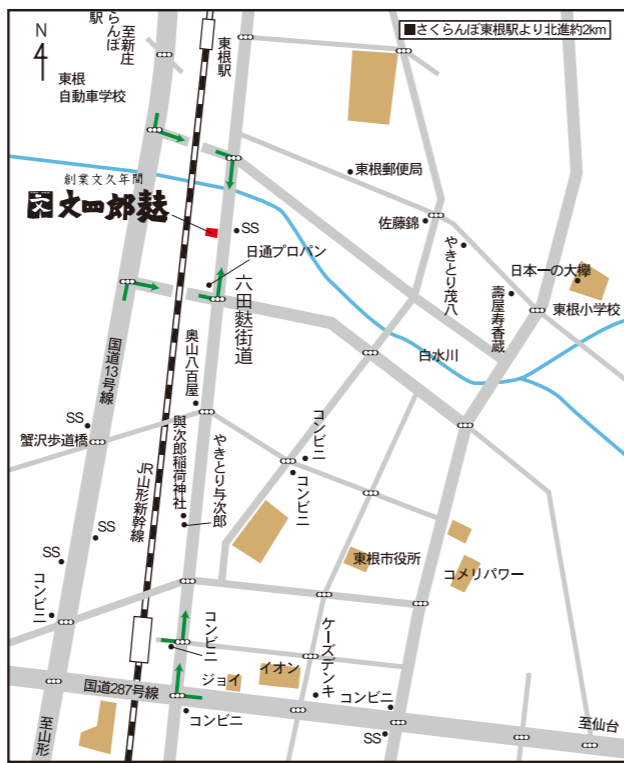 ■さくらんぼ東根駅より北進約2km
N
至新庄
らんぼ
駅
東根駅
東根
自動車学校
創業文久年間
文四郎麩
SS
日通プロパン
六田麩街道
東根郵便局
佐藤錦
やきとり茂八
日本一の大欅
東根小学校
壽屋寿香蔵
白水川
国道13号線
奥山八百屋
SS
蟹沢歩道橋
與次郎稲荷神社
やきとり与次郎
JR山形新幹線
コンビニ
コンビニ
SS
SS
コンビニ
東根市役所
コメリパワー
コンビニ
ケーズデンキ
ジョイ
イオン
国道287号線
コンビニ
コンビニ
SS
至仙台
至山形